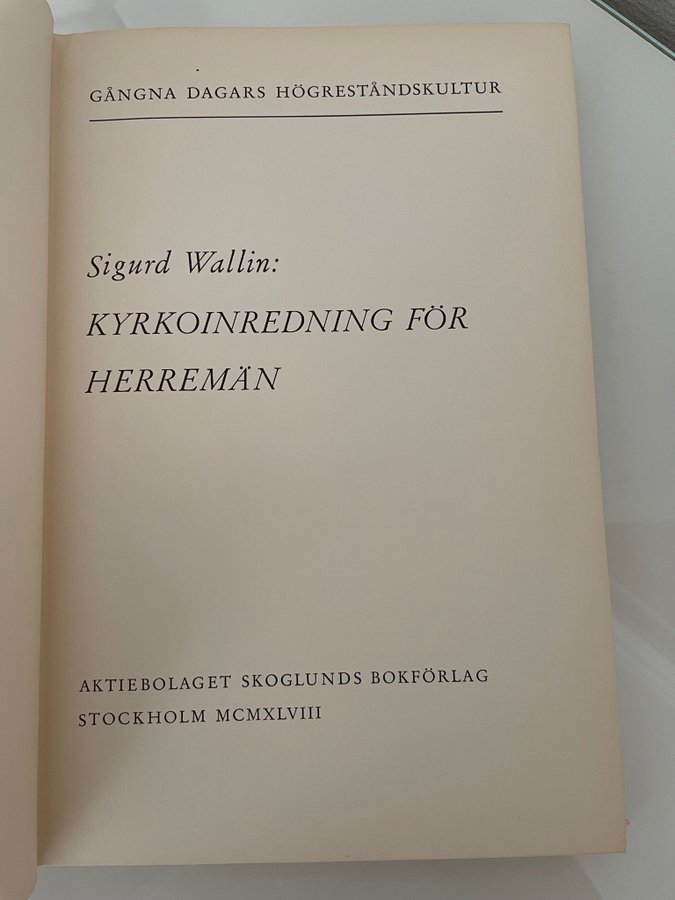 GÅNGNA DAGARS HÖGRESTÅNDSKULTUR
Sigurd Wallin:
KYRKOINREDNING FÖR
HERREMÄN
AKTIEBOLAGET SKOGLUNDS BOKFÖRLAG
STOCKHOLM MCMXLVIII